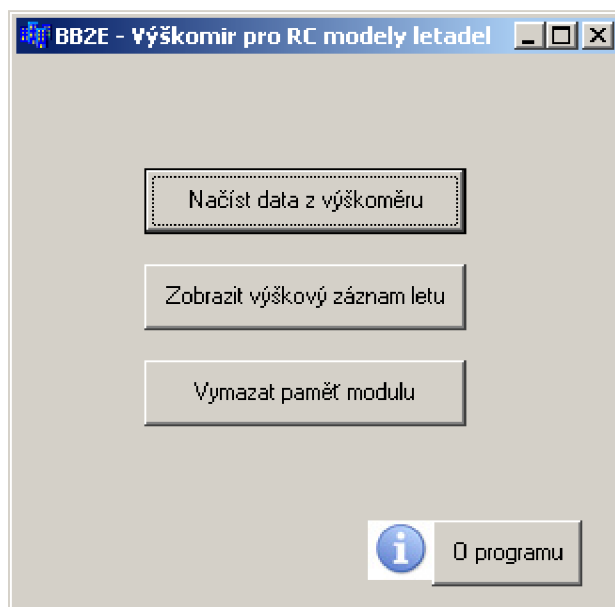 BB2E - Výškomir pro RC modely letadel
Načíst data z výškoměru
Zobrazit výškový záznam letu
Vymazat paměť modulu
O programu